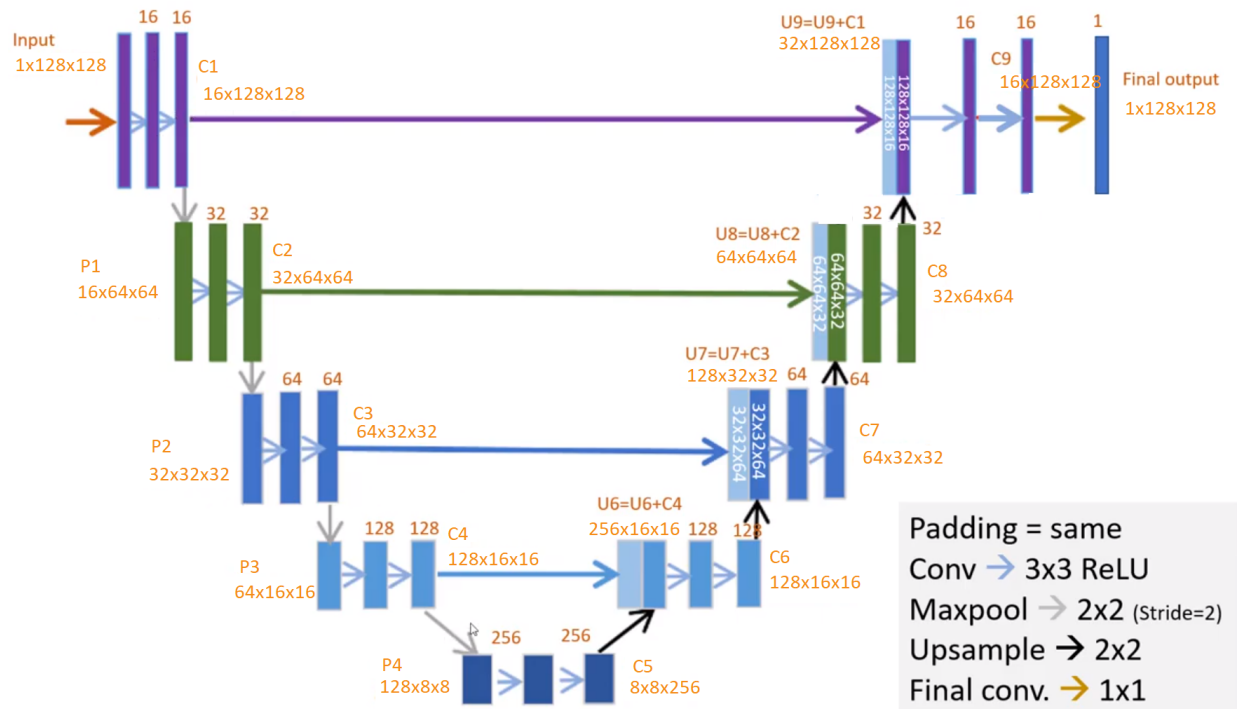 Input
1x128x128
16
16
C1
16x128x128
U9=U9+C1
32x128x128
128x128x16
128x128x16
16
16
C9
16x128x128
1
Final output
1x128x128
P1
16x64x64
32
32
C2
32x64x64
U8=U8+C2
64x64x64
64x64x32
64x64x32
32
32
C8
32x64x64
P2
32x32x32
64
64
C3
64x32x32
U7=U7+C3
128x32x32
32x32x64
32x32x64
64
64
C7
64x32x32
P3
64x16x16
128
128
C4
128x16x16
U6=U6+C4
256x16x16
128
128
C6
128x16x16
P4
128x8x8
256
256
C5
8x8x256
Padding = same
Conv → 3x3 ReLU
Maxpool → 2x2 (Stride=2)
Upsample → 2x2
Final conv. → 1x1